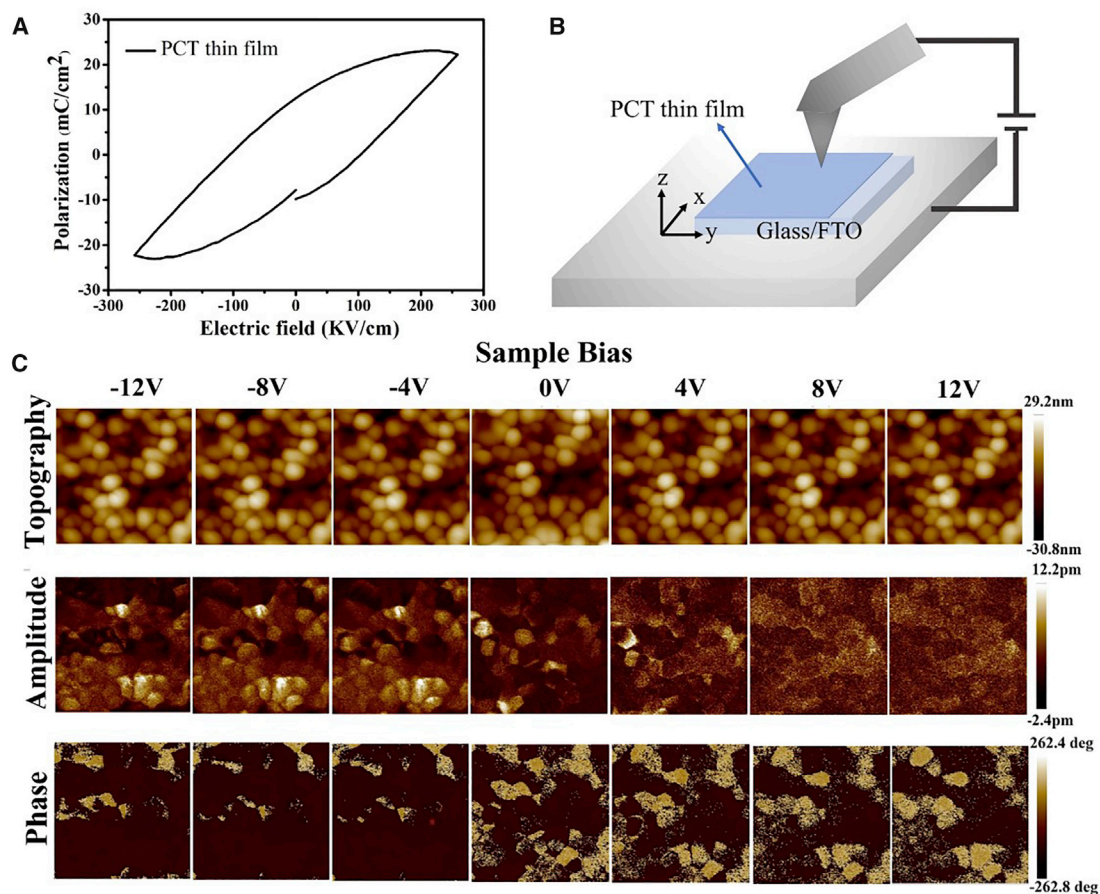 A
PCT thin film
Polarization (mC/cm²)
30
20
10
0
-10
-20
-30
-300 -200 -100 0 100 200 300
Electric field (KV/cm)
B
PCT thin film
z
x
y
Glass/FTO
C
Sample Bias
-12V -8V -4V 0V 4V 8V 12V
Topography
29.2nm
-30.8nm
Amplitude
12.2pm
-2.4pm
Phase
262.4 deg
-262.8 deg